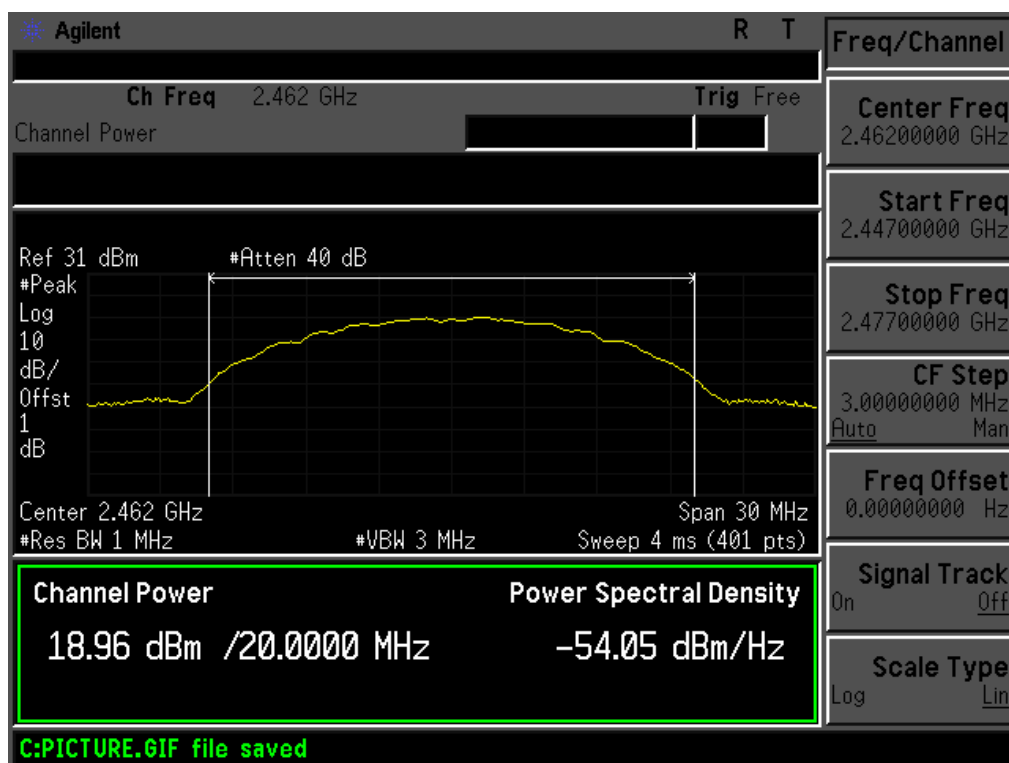 Agilent R T
Freq/Channel
Ch Freq 2.462 GHz Trig Free
Channel Power
Center Freq
2.46200000 GHz
Start Freq
2.44700000 GHz
Stop Freq
2.47700000 GHz
CF Step
3.00000000 MHz
Auto Man
Freq Offset
0.00000000 Hz
Signal Track
On Off
Scale Type
Log Lin
Ref 31 dBm #Atten 40 dB
#Peak
Log
10
dB/
Offst
1
dB
Center 2.462 GHz Span 30 MHz
#Res BW 1 MHz #VBW 3 MHz Sweep 4 ms (401 pts)
Channel Power Power Spectral Density
18.96 dBm /20.0000 MHz -54.05 dBm/Hz
C:PICTURE.GIF file saved